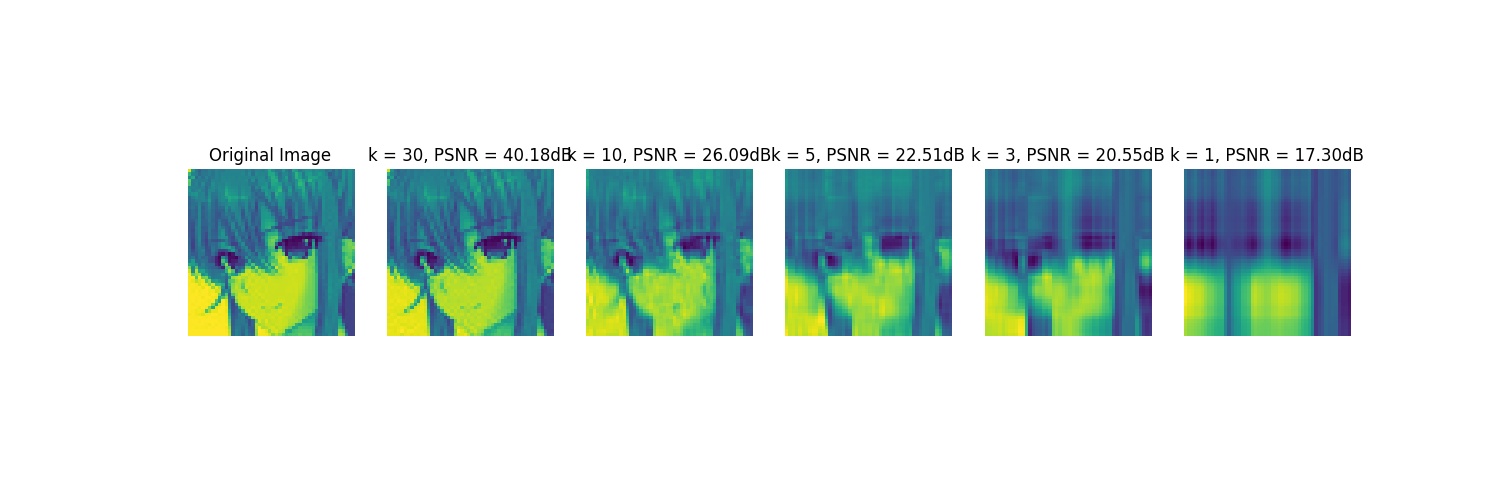 Original Image
k = 30, PSNR = 40.18dB
k = 10, PSNR = 26.09dB
k = 5, PSNR = 22.51dB
k = 3, PSNR = 20.55dB
k = 1, PSNR = 17.30dB